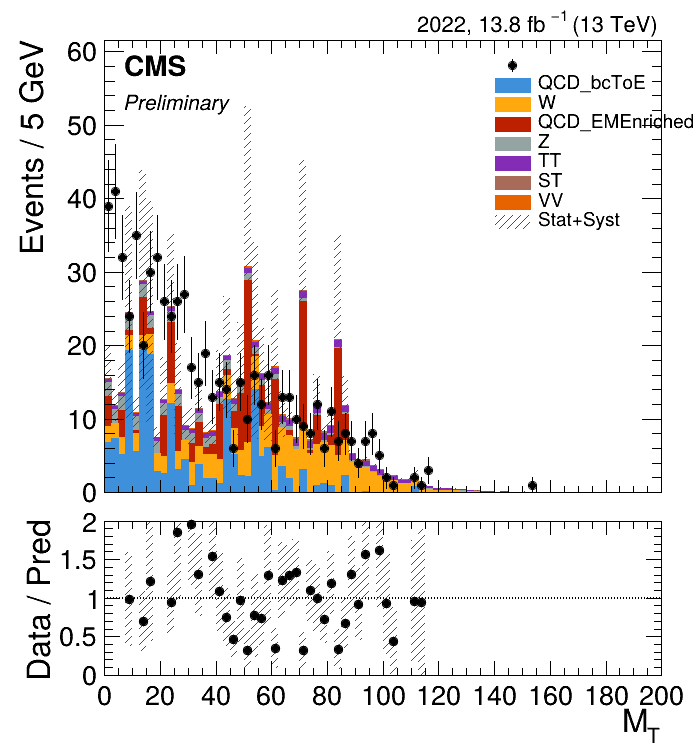 2022, 13.8 fb⁻¹ (13 TeV)
Events / 5 GeV
60
50
40
30
20
10
0
CMS
Preliminary
QCD_bcToE
W
QCD_EMEnriched
Z
TT
ST
VV
Stat+Syst
Data / Pred
2
1.5
1
0.5
0
0 20 40 60 80 100 120 140 160 180 200
M_T